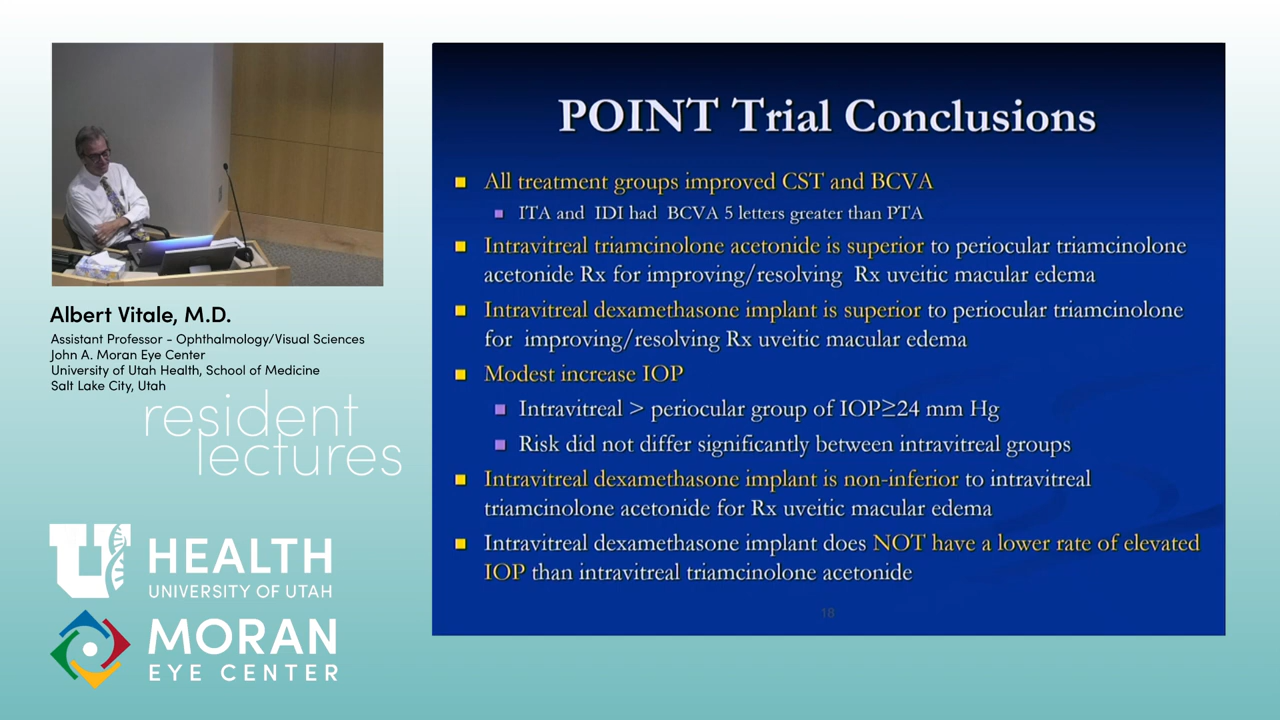 POINT Trial Conclusions
All treatment groups improved CST and BCVA
ITA and IDI had BCVA 5 letters greater than PTA
Intravitreal triamcinolone acetonide is superior to periocular triamcinolone
acetonide Rx for improving/resolving Rx uveitic macular edema
Intravitreal dexamethasone implant is superior to periocular triamcinolone
for improving/resolving Rx uveitic macular edema
Modest increase IOP
Intravitreal > periocular group of IOP≥24 mm Hg
Risk did not differ significantly between intravitreal groups
Intravitreal dexamethasone implant is non-inferior to intravitreal
triamcinolone acetonide for Rx uveitic macular edema
Intravitreal dexamethasone implant does NOT have a lower rate of elevated
IOP than intravitreal triamcinolone acetonide
18
Albert Vitale, M.D.
Assistant Professor - Ophthalmology/Visual Sciences
John A. Moran Eye Center
University of Utah Health, School of Medicine
Salt Lake City, Utah
resident
lectures
U HEALTH
UNIVERSITY OF UTAH
MORAN
EYE CENTER